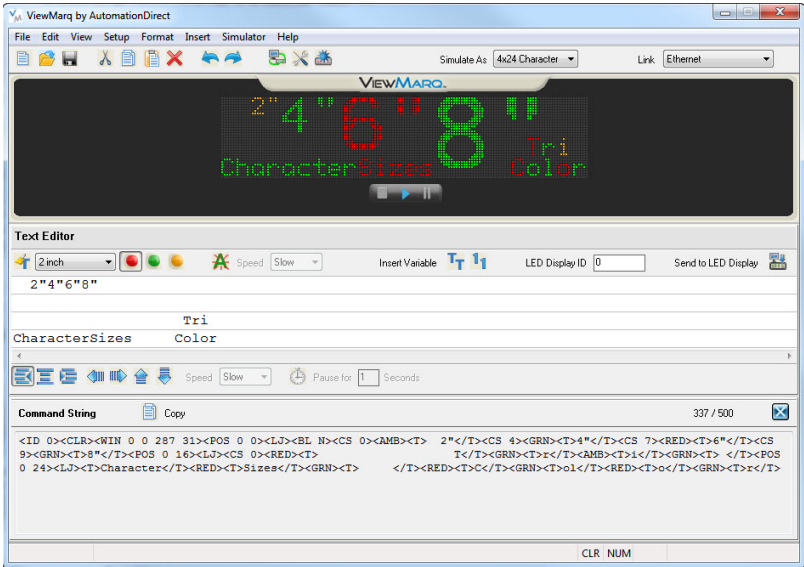 ViewMarq by AutomationDirect
File Edit View Setup Format Insert Simulator Help
Simulate As 4x24 Character Link Ethernet
VIEWMARQ
2"4"6"8"
Tri
CharacterSizes Color
Text Editor
2 inch Speed Slow Insert Variable LED Display ID 0 Send to LED Display
2"4"6"8"
Tri
CharacterSizes Color
Speed Slow Pause for 1 Seconds
Command String Copy 337 / 500
<ID 0><CLR><WIN 0 0 287 31><POS 0 0><LJ><BL N><CS 0><AMB><T>  2"</T><CS 4><GRN><T>4"</T><CS 7><RED><T>6"</T><CS
9><GRN><T>8"</T><POS 0 16><LJ><CS 0><RED><T>                 T</T><GRN><T>r</T><AMB><T>i</T><GRN><T> </T><POS
0 24><LJ><T>Character</T><RED><T>Sizes</T><GRN><T>    </T><RED><T>C</T><GRN><T>ol</T><RED><T>o</T><GRN><T>r</T>
CLR NUM